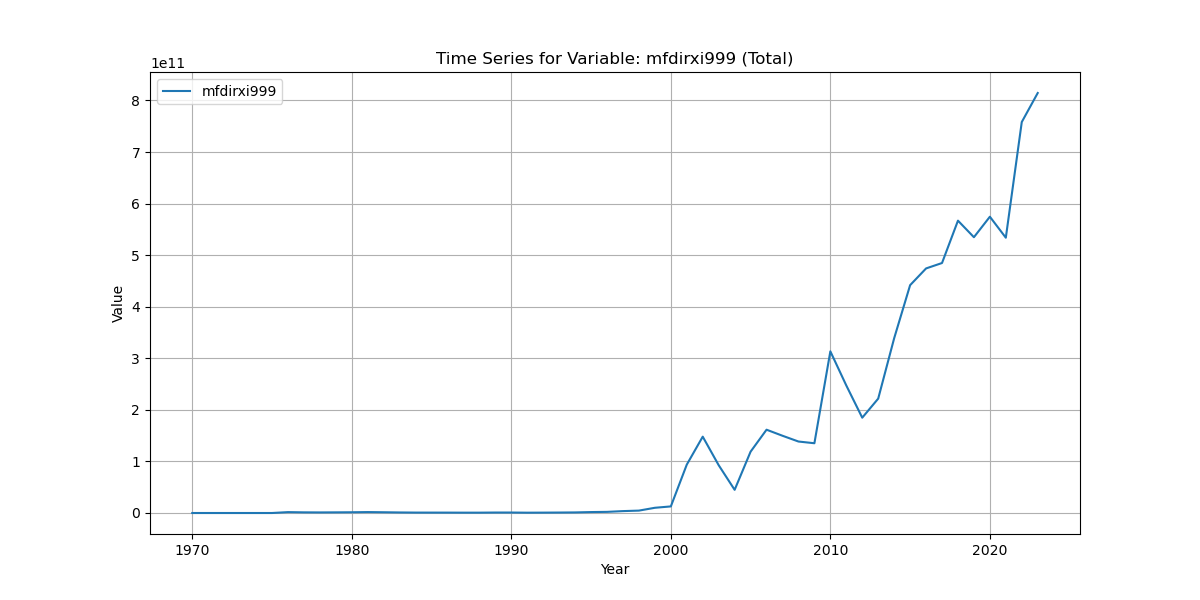 Time Series for Variable: mfdirxi999 (Total)
1e11
mfdirxi999
8
7
6
5
4
3
2
1
0
Value
1970 1980 1990 2000 2010 2020
Year